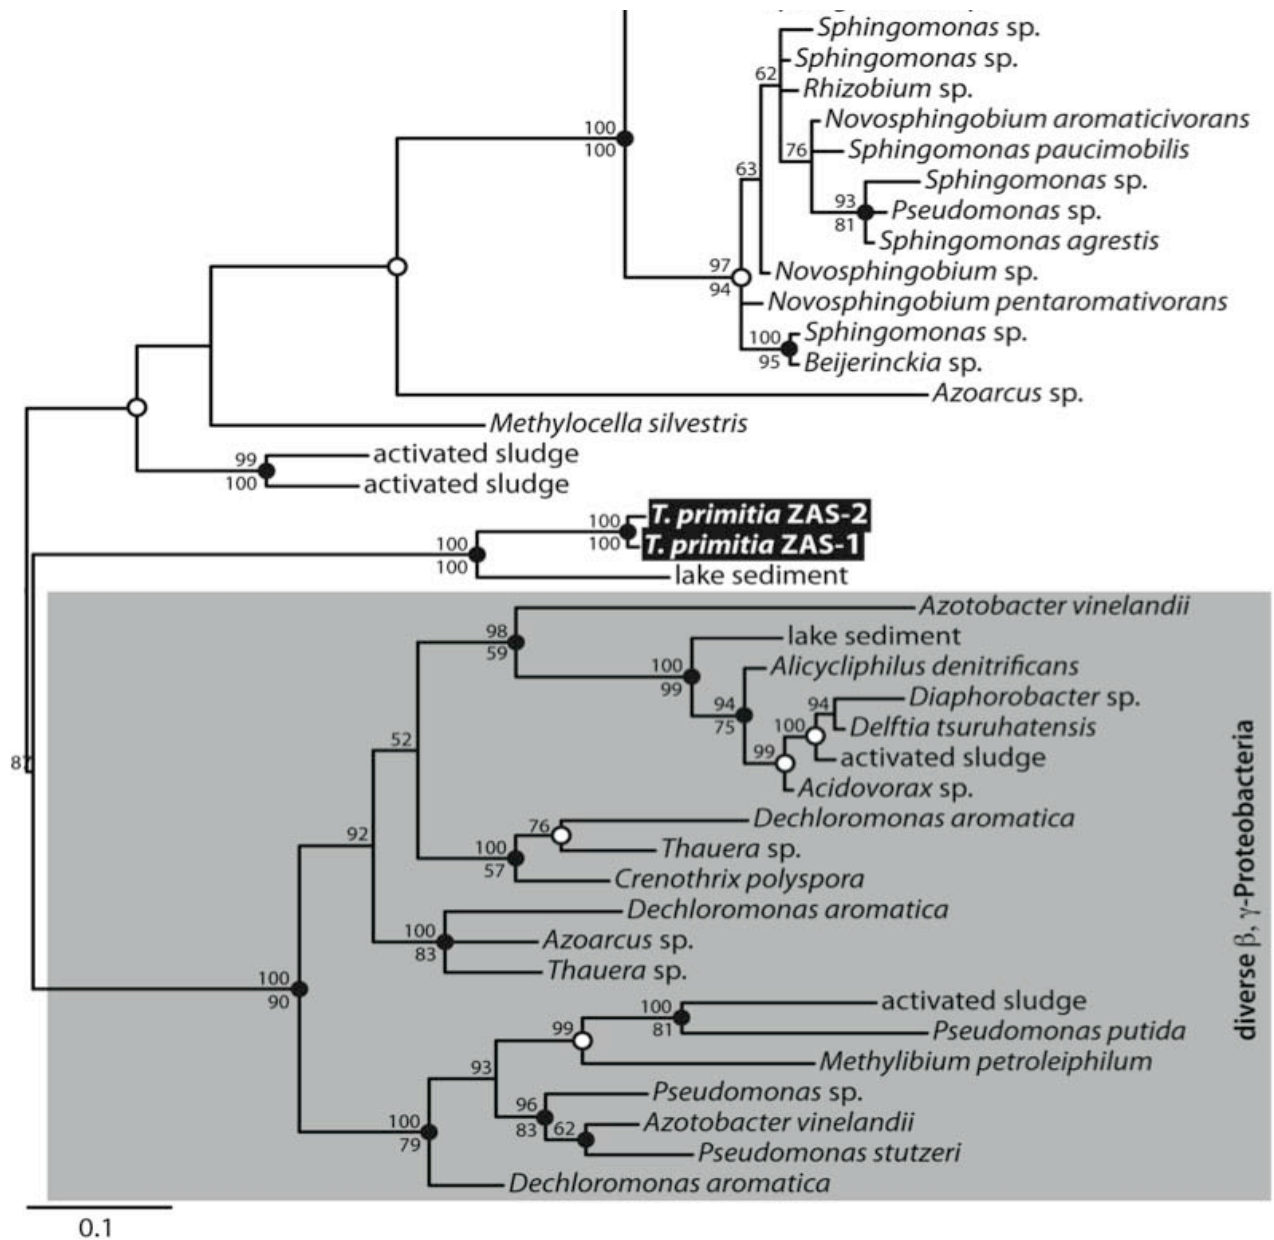 Sphingomonas sp.
Sphingomonas sp.
62
Rhizobium sp.
Novosphingobium aromaticivorans
100
100
76
Sphingomonas paucimobilis
63
Sphingomonas sp.
93
81
Pseudomonas sp.
Sphingomonas agrestis
97
94
Novosphingobium sp.
Novosphingobium pentaromativorans
Sphingomonas sp.
100
95
Beijerinckia sp.
Azoarcus sp.
Methylocella silvestris
activated sludge
99
100
activated sludge
T. primitia ZAS-2
100
100
T. primitia ZAS-1
100
100
lake sediment
Azotobacter vinelandii
98
59
lake sediment
100
99
Alicycliphilus denitrificans
94
75
Diaphorobacter sp.
94
Delftia tsuruhatensis
100
activated sludge
99
Acidovorax sp.
87
52
Dechloromonas aromatica
76
Thauera sp.
100
57
Crenothrix polyspora
92
Dechloromonas aromatica
100
83
Azoarcus sp.
Thauera sp.
100
90
activated sludge
100
81
Pseudomonas putida
99
Methylibium petroleiphilum
93
Pseudomonas sp.
96
83
Azotobacter vinelandii
62
Pseudomonas stutzeri
100
79
Dechloromonas aromatica
diverse β, γ-Proteobacteria
0.1